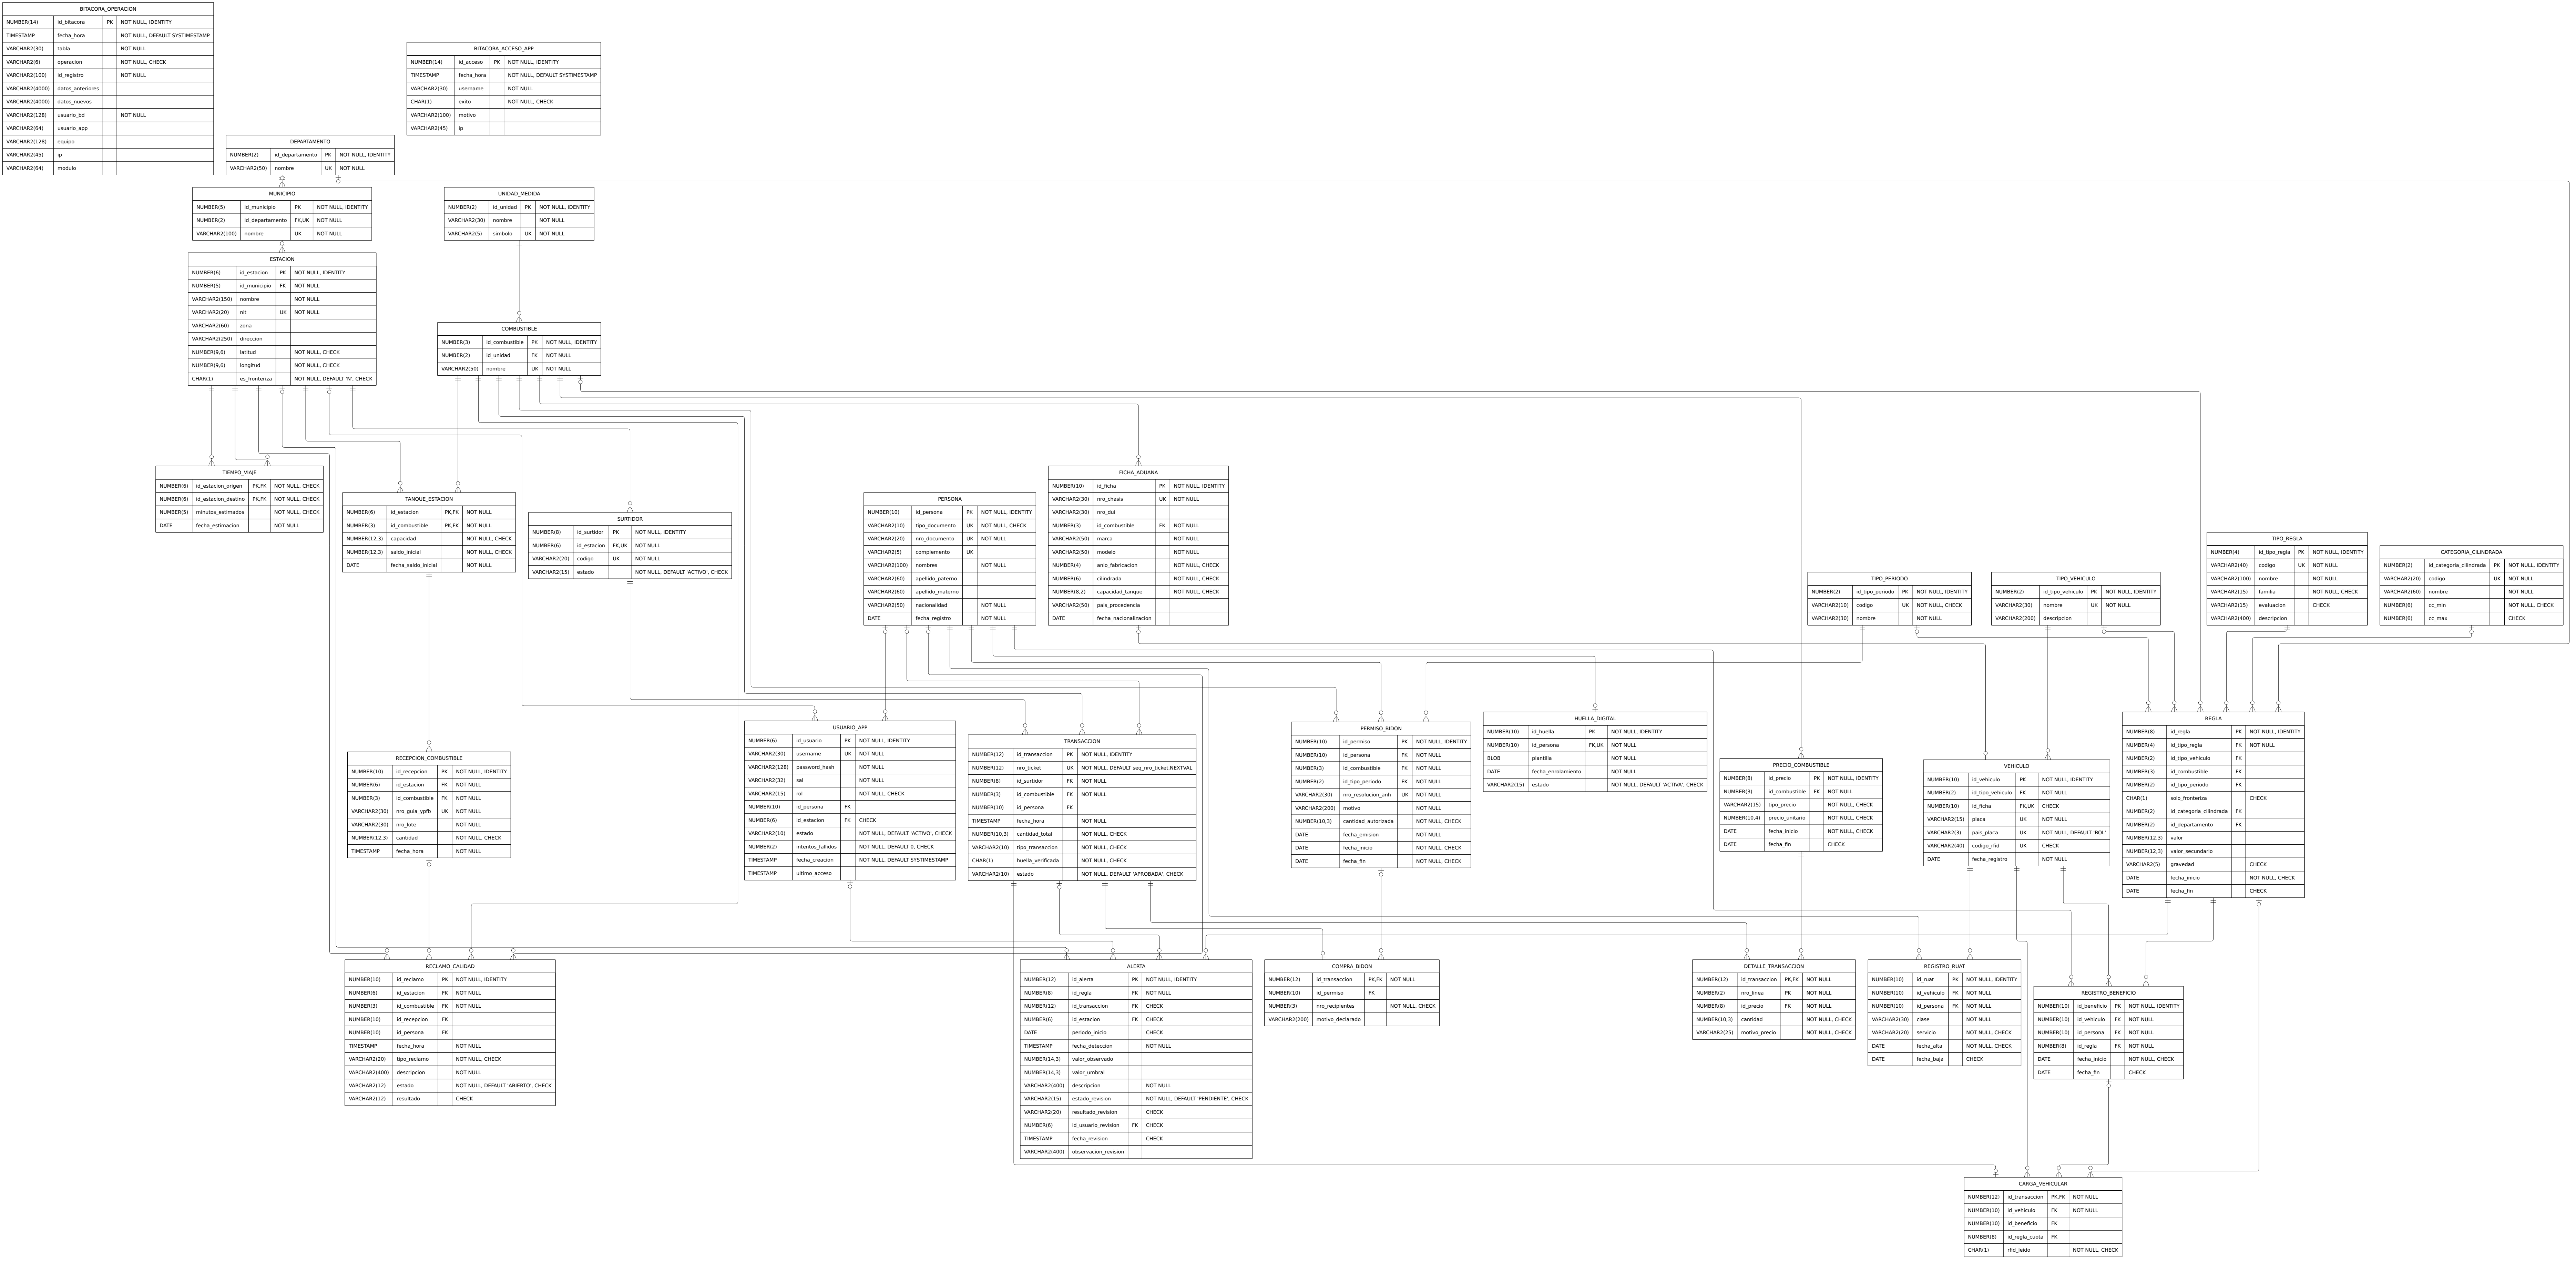 BITACORA_OPERACION
NUMBER(14) id_bitacora PK NOT NULL, IDENTITY
TIMESTAMP fecha_hora NOT NULL, DEFAULT SYSTIMESTAMP
VARCHAR2(30) tabla NOT NULL
VARCHAR2(6) operacion NOT NULL, CHECK
VARCHAR2(100) id_registro NOT NULL
VARCHAR2(4000) datos_anteriores
VARCHAR2(4000) datos_nuevos
VARCHAR2(128) usuario_bd NOT NULL
VARCHAR2(64) usuario_app
VARCHAR2(128) equipo
VARCHAR2(45) ip
VARCHAR2(64) modulo
BITACORA_ACCESO_APP
NUMBER(14) id_acceso PK NOT NULL, IDENTITY
TIMESTAMP fecha_hora NOT NULL, DEFAULT SYSTIMESTAMP
VARCHAR2(30) username NOT NULL
CHAR(1) exito NOT NULL, CHECK
VARCHAR2(100) motivo
VARCHAR2(45) ip
DEPARTAMENTO
NUMBER(2) id_departamento PK NOT NULL, IDENTITY
VARCHAR2(50) nombre UK NOT NULL
MUNICIPIO
NUMBER(5) id_municipio PK NOT NULL, IDENTITY
NUMBER(2) id_departamento FK,UK NOT NULL
VARCHAR2(100) nombre UK NOT NULL
UNIDAD_MEDIDA
NUMBER(2) id_unidad PK NOT NULL, IDENTITY
VARCHAR2(30) nombre NOT NULL
VARCHAR2(5) simbolo UK NOT NULL
ESTACION
NUMBER(6) id_estacion PK NOT NULL, IDENTITY
NUMBER(5) id_municipio FK NOT NULL
VARCHAR2(150) nombre NOT NULL
VARCHAR2(20) nit UK NOT NULL
VARCHAR2(60) zona
VARCHAR2(250) direccion
NUMBER(9,6) latitud NOT NULL, CHECK
NUMBER(9,6) longitud NOT NULL, CHECK
CHAR(1) es_fronteriza NOT NULL, DEFAULT 'N', CHECK
COMBUSTIBLE
NUMBER(3) id_combustible PK NOT NULL, IDENTITY
NUMBER(2) id_unidad FK NOT NULL
VARCHAR2(50) nombre UK NOT NULL
TIEMPO_VIAJE
NUMBER(6) id_estacion_origen PK,FK NOT NULL, CHECK
NUMBER(6) id_estacion_destino PK,FK NOT NULL, CHECK
NUMBER(5) minutos_estimados NOT NULL, CHECK
DATE fecha_estimacion NOT NULL
TANQUE_ESTACION
NUMBER(6) id_estacion PK,FK NOT NULL
NUMBER(3) id_combustible PK,FK NOT NULL
NUMBER(12,3) capacidad NOT NULL, CHECK
NUMBER(12,3) saldo_inicial NOT NULL, CHECK
DATE fecha_saldo_inicial NOT NULL
SURTIDOR
NUMBER(8) id_surtidor PK NOT NULL, IDENTITY
NUMBER(6) id_estacion FK,UK NOT NULL
VARCHAR2(20) codigo UK NOT NULL
VARCHAR2(15) estado NOT NULL, DEFAULT 'ACTIVO', CHECK
PERSONA
NUMBER(10) id_persona PK NOT NULL, IDENTITY
VARCHAR2(10) tipo_documento UK NOT NULL, CHECK
VARCHAR2(20) nro_documento UK NOT NULL
VARCHAR2(5) complemento UK
VARCHAR2(100) nombres NOT NULL
VARCHAR2(60) apellido_paterno
VARCHAR2(60) apellido_materno
VARCHAR2(50) nacionalidad NOT NULL
DATE fecha_registro NOT NULL
FICHA_ADUANA
NUMBER(10) id_ficha PK NOT NULL, IDENTITY
VARCHAR2(30) nro_chasis UK NOT NULL
VARCHAR2(30) nro_dui
NUMBER(3) id_combustible FK NOT NULL
VARCHAR2(50) marca NOT NULL
VARCHAR2(50) modelo NOT NULL
NUMBER(4) anio_fabricacion NOT NULL, CHECK
NUMBER(6) cilindrada NOT NULL, CHECK
NUMBER(8,2) capacidad_tanque NOT NULL, CHECK
VARCHAR2(50) pais_procedencia
DATE fecha_nacionalizacion
TIPO_PERIODO
NUMBER(2) id_tipo_periodo PK NOT NULL, IDENTITY
VARCHAR2(10) codigo UK NOT NULL, CHECK
VARCHAR2(30) nombre NOT NULL
TIPO_VEHICULO
NUMBER(2) id_tipo_vehiculo PK NOT NULL, IDENTITY
VARCHAR2(30) nombre UK NOT NULL
VARCHAR2(200) descripcion
TIPO_REGLA
NUMBER(4) id_tipo_regla PK NOT NULL, IDENTITY
VARCHAR2(40) codigo UK NOT NULL
VARCHAR2(100) nombre NOT NULL
VARCHAR2(15) familia NOT NULL, CHECK
VARCHAR2(15) evaluacion CHECK
VARCHAR2(400) descripcion
CATEGORIA_CILINDRADA
NUMBER(2) id_categoria_cilindrada PK NOT NULL, IDENTITY
VARCHAR2(20) codigo UK NOT NULL
VARCHAR2(60) nombre NOT NULL
NUMBER(6) cc_min NOT NULL, CHECK
NUMBER(6) cc_max CHECK
RECEPCION_COMBUSTIBLE
NUMBER(10) id_recepcion PK NOT NULL, IDENTITY
NUMBER(6) id_estacion FK NOT NULL
NUMBER(3) id_combustible FK NOT NULL
VARCHAR2(30) nro_guia_ypfb UK NOT NULL
VARCHAR2(30) nro_lote NOT NULL
NUMBER(12,3) cantidad NOT NULL, CHECK
TIMESTAMP fecha_hora NOT NULL
USUARIO_APP
NUMBER(6) id_usuario PK NOT NULL, IDENTITY
VARCHAR2(30) username UK NOT NULL
VARCHAR2(128) password_hash NOT NULL
VARCHAR2(32) sal NOT NULL
VARCHAR2(15) rol NOT NULL, CHECK
NUMBER(10) id_persona FK
NUMBER(6) id_estacion FK CHECK
VARCHAR2(10) estado NOT NULL, DEFAULT 'ACTIVO', CHECK
NUMBER(2) intentos_fallidos NOT NULL, DEFAULT 0, CHECK
TIMESTAMP fecha_creacion NOT NULL, DEFAULT SYSTIMESTAMP
TIMESTAMP ultimo_acceso
TRANSACCION
NUMBER(12) id_transaccion PK NOT NULL, IDENTITY
NUMBER(12) nro_ticket UK NOT NULL, DEFAULT seq_nro_ticket.NEXTVAL
NUMBER(8) id_surtidor FK NOT NULL
NUMBER(3) id_combustible FK NOT NULL
NUMBER(10) id_persona FK
TIMESTAMP fecha_hora NOT NULL
NUMBER(10,3) cantidad_total NOT NULL, CHECK
VARCHAR2(10) tipo_transaccion NOT NULL, CHECK
CHAR(1) huella_verificada NOT NULL, CHECK
VARCHAR2(10) estado NOT NULL, DEFAULT 'APROBADA', CHECK
PERMISO_BIDON
NUMBER(10) id_permiso PK NOT NULL, IDENTITY
NUMBER(10) id_persona FK NOT NULL
NUMBER(3) id_combustible FK NOT NULL
NUMBER(2) id_tipo_periodo FK NOT NULL
VARCHAR2(30) nro_resolucion_anh UK NOT NULL
VARCHAR2(200) motivo NOT NULL
NUMBER(10,3) cantidad_autorizada NOT NULL, CHECK
DATE fecha_emision NOT NULL
DATE fecha_inicio NOT NULL, CHECK
DATE fecha_fin NOT NULL, CHECK
HUELLA_DIGITAL
NUMBER(10) id_huella PK NOT NULL, IDENTITY
NUMBER(10) id_persona FK,UK NOT NULL
BLOB plantilla NOT NULL
DATE fecha_enrolamiento NOT NULL
VARCHAR2(15) estado NOT NULL, DEFAULT 'ACTIVA', CHECK
PRECIO_COMBUSTIBLE
NUMBER(8) id_precio PK NOT NULL, IDENTITY
NUMBER(3) id_combustible FK NOT NULL
VARCHAR2(15) tipo_precio NOT NULL, CHECK
NUMBER(10,4) precio_unitario NOT NULL, CHECK
DATE fecha_inicio NOT NULL, CHECK
DATE fecha_fin CHECK
VEHICULO
NUMBER(10) id_vehiculo PK NOT NULL, IDENTITY
NUMBER(2) id_tipo_vehiculo FK NOT NULL
NUMBER(10) id_ficha FK,UK CHECK
VARCHAR2(15) placa UK NOT NULL
VARCHAR2(3) pais_placa UK NOT NULL, DEFAULT 'BOL'
VARCHAR2(40) codigo_rfid UK CHECK
DATE fecha_registro NOT NULL
REGLA
NUMBER(8) id_regla PK NOT NULL, IDENTITY
NUMBER(4) id_tipo_regla FK NOT NULL
NUMBER(2) id_tipo_vehiculo FK
NUMBER(3) id_combustible FK
NUMBER(2) id_tipo_periodo FK
CHAR(1) solo_fronteriza CHECK
NUMBER(2) id_categoria_cilindrada FK
NUMBER(2) id_departamento FK
NUMBER(12,3) valor
NUMBER(12,3) valor_secundario
VARCHAR2(5) gravedad CHECK
DATE fecha_inicio NOT NULL, CHECK
DATE fecha_fin CHECK
RECLAMO_CALIDAD
NUMBER(10) id_reclamo PK NOT NULL, IDENTITY
NUMBER(6) id_estacion FK NOT NULL
NUMBER(3) id_combustible FK NOT NULL
NUMBER(10) id_recepcion FK
NUMBER(10) id_persona FK
TIMESTAMP fecha_hora NOT NULL
VARCHAR2(20) tipo_reclamo NOT NULL, CHECK
VARCHAR2(400) descripcion NOT NULL
VARCHAR2(12) estado NOT NULL, DEFAULT 'ABIERTO', CHECK
VARCHAR2(12) resultado CHECK
ALERTA
NUMBER(12) id_alerta PK NOT NULL, IDENTITY
NUMBER(8) id_regla FK NOT NULL
NUMBER(12) id_transaccion FK CHECK
NUMBER(6) id_estacion FK CHECK
DATE periodo_inicio CHECK
TIMESTAMP fecha_deteccion NOT NULL
NUMBER(14,3) valor_observado
NUMBER(14,3) valor_umbral
VARCHAR2(400) descripcion NOT NULL
VARCHAR2(15) estado_revision NOT NULL, DEFAULT 'PENDIENTE', CHECK
VARCHAR2(20) resultado_revision CHECK
NUMBER(6) id_usuario_revision FK CHECK
TIMESTAMP fecha_revision CHECK
VARCHAR2(400) observacion_revision
COMPRA_BIDON
NUMBER(12) id_transaccion PK,FK NOT NULL
NUMBER(10) id_permiso FK
NUMBER(3) nro_recipientes NOT NULL, CHECK
VARCHAR2(200) motivo_declarado
DETALLE_TRANSACCION
NUMBER(12) id_transaccion PK,FK NOT NULL
NUMBER(2) nro_linea PK NOT NULL
NUMBER(8) id_precio FK NOT NULL
NUMBER(10,3) cantidad NOT NULL, CHECK
VARCHAR2(25) motivo_precio NOT NULL, CHECK
REGISTRO_RUAT
NUMBER(10) id_ruat PK NOT NULL, IDENTITY
NUMBER(10) id_vehiculo FK NOT NULL
NUMBER(10) id_persona FK NOT NULL
VARCHAR2(30) clase NOT NULL
VARCHAR2(20) servicio NOT NULL, CHECK
DATE fecha_alta NOT NULL, CHECK
DATE fecha_baja CHECK
REGISTRO_BENEFICIO
NUMBER(10) id_beneficio PK NOT NULL, IDENTITY
NUMBER(10) id_vehiculo FK NOT NULL
NUMBER(10) id_persona FK NOT NULL
NUMBER(8) id_regla FK NOT NULL
DATE fecha_inicio NOT NULL, CHECK
DATE fecha_fin CHECK
CARGA_VEHICULAR
NUMBER(12) id_transaccion PK,FK NOT NULL
NUMBER(10) id_vehiculo FK NOT NULL
NUMBER(10) id_beneficio FK
NUMBER(8) id_regla_cuota FK
CHAR(1) rfid_leido NOT NULL, CHECK